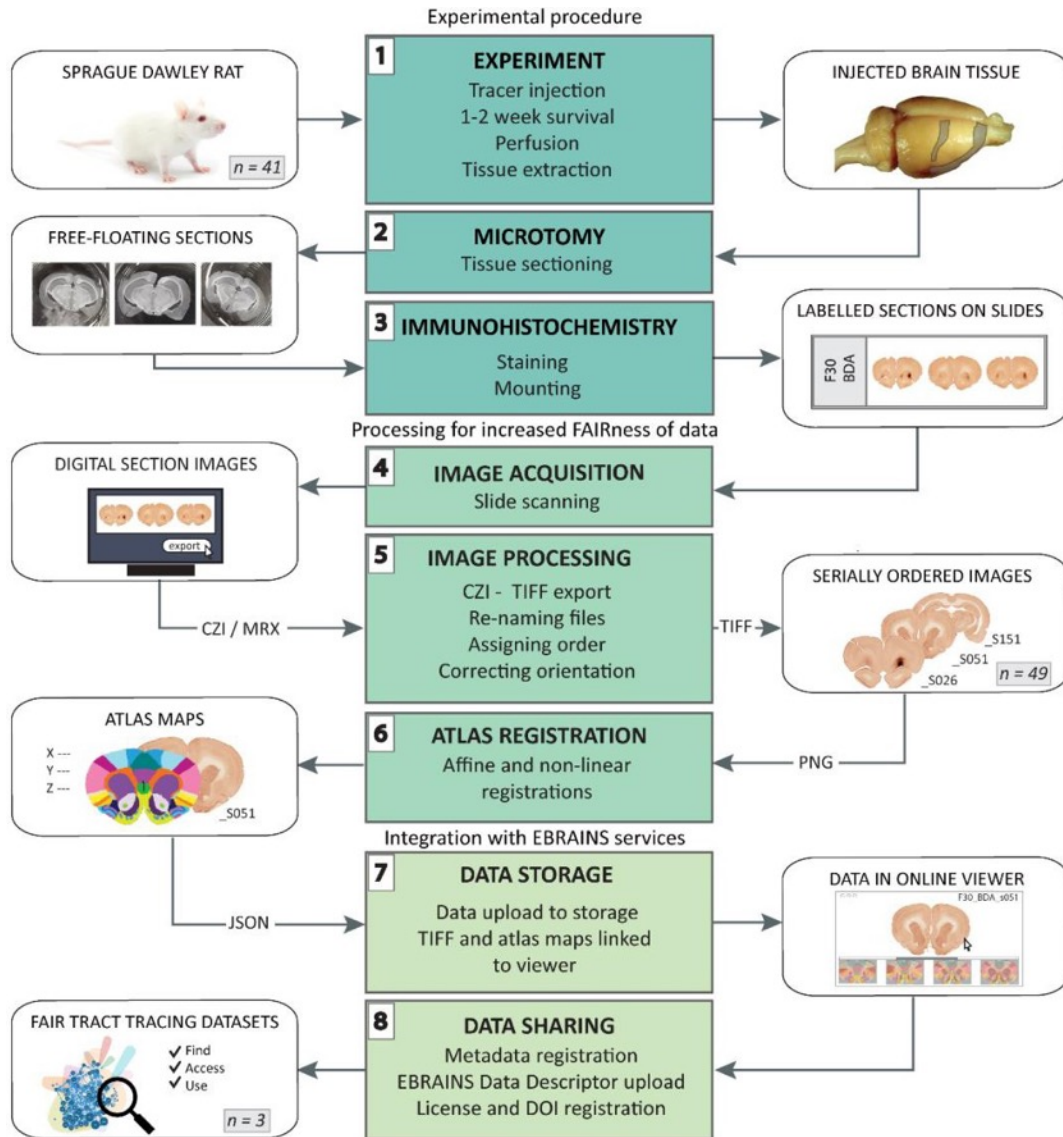 Experimental procedure
SPRAGUE DAWLEY RAT
n = 41
1
EXPERIMENT
Tracer injection
1-2 week survival
Perfusion
Tissue extraction
INJECTED BRAIN TISSUE
FREE-FLOATING SECTIONS
2
MICROTOMY
Tissue sectioning
3
IMMUNOHISTOCHEMISTRY
Staining
Mounting
LABELLED SECTIONS ON SLIDES
F30
BDA
Processing for increased FAIRness of data
DIGITAL SECTION IMAGES
export
4
IMAGE ACQUISITION
Slide scanning
CZI / MRX
5
IMAGE PROCESSING
CZI - TIFF export
Re-naming files
Assigning order
Correcting orientation
TIFF
SERIALLY ORDERED IMAGES
_S151
_S051
_S026
n = 49
PNG
ATLAS MAPS
X ---
Y ---
Z ---
_S051
6
ATLAS REGISTRATION
Affine and non-linear
registrations
Integration with EBRAINS services
JSON
7
DATA STORAGE
Data upload to storage
TIFF and atlas maps linked
to viewer
DATA IN ONLINE VIEWER
F30_BDA_s051
FAIR TRACT TRACING DATASETS
✓ Find
✓ Access
✓ Use
n = 3
8
DATA SHARING
Metadata registration
EBRAINS Data Descriptor upload
License and DOI registration